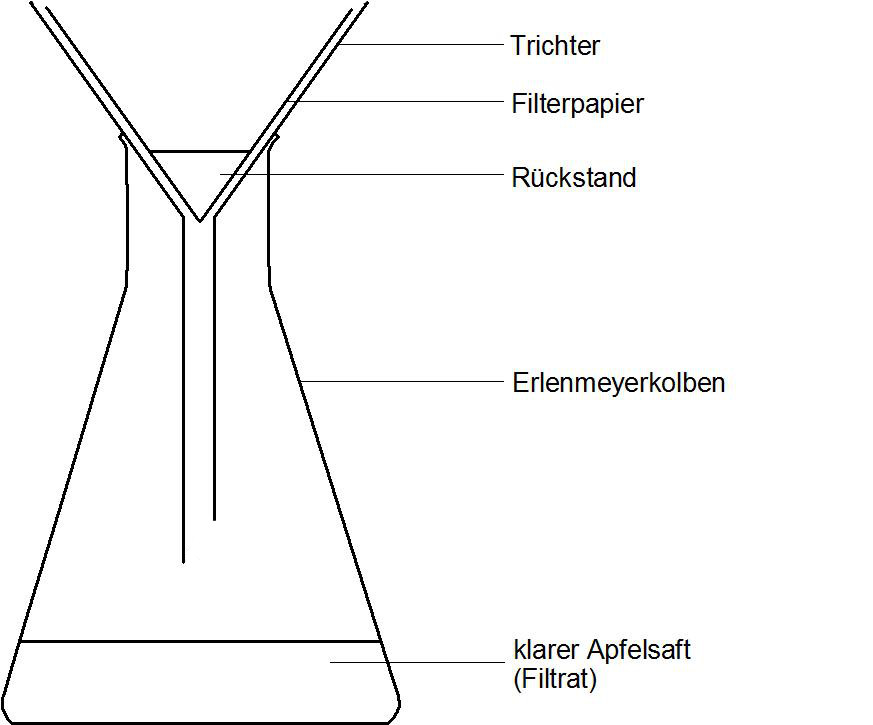 Trichter
Filterpapier
Rückstand
Erlenmeyerkolben
klarer Apfelsaft
(Filtrat)